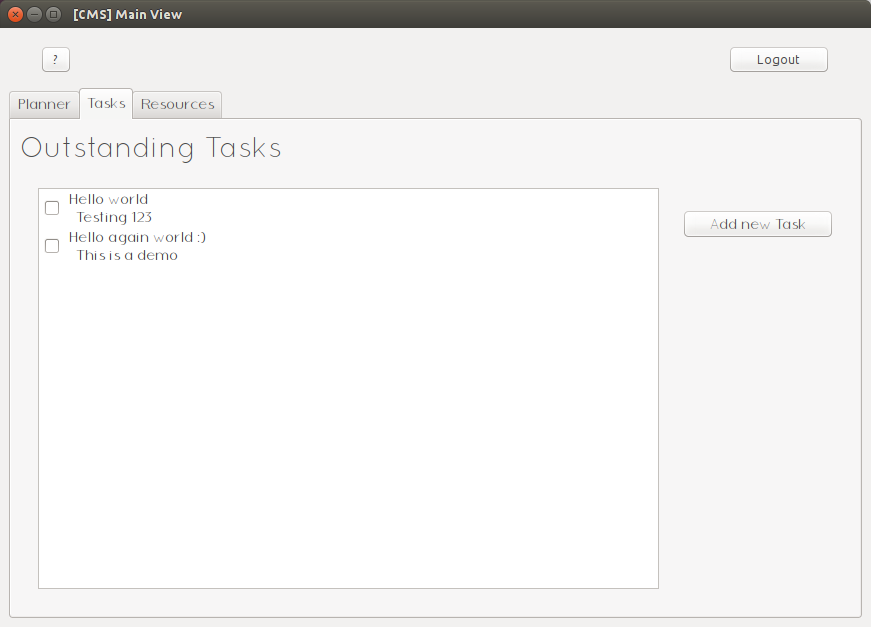 [CMS] Main View
?
Logout
Planner
Tasks
Resources
Outstanding Tasks
Hello world
Testing 123
Hello again world :)
This is a demo
Add new Task